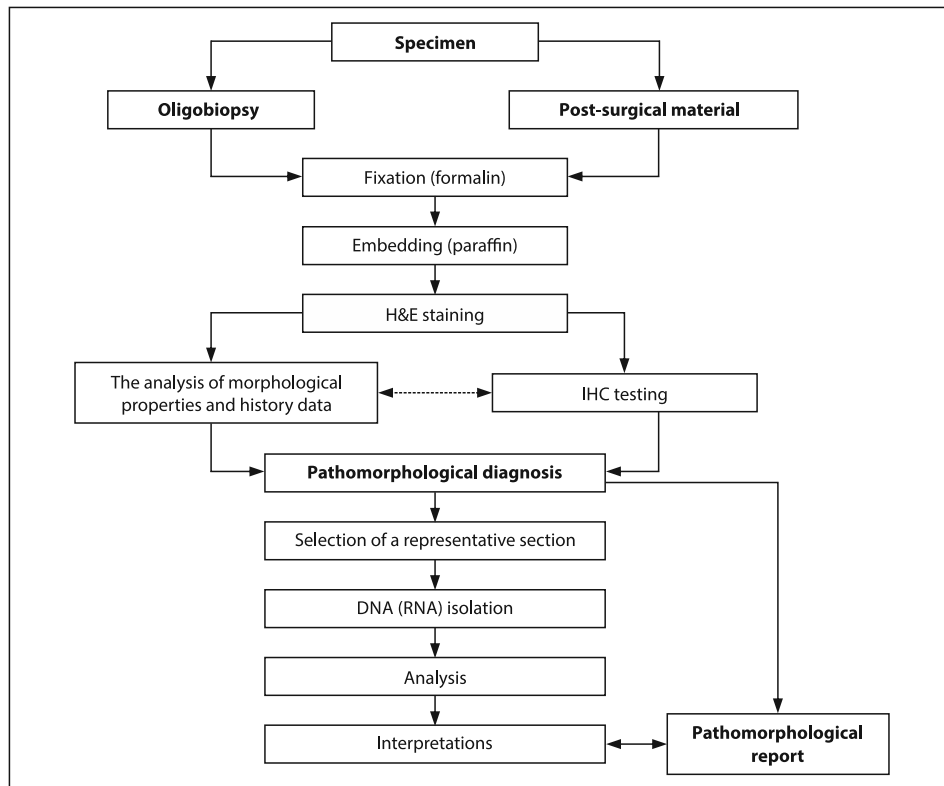 Specimen
Oligobiopsy
Post-surgical material
Fixation (formalin)
Embedding (paraffin)
H&E staining
The analysis of morphological
properties and history data
IHC testing
Pathomorphological diagnosis
Selection of a representative section
DNA (RNA) isolation
Analysis
Interpretations
Pathomorphological
report